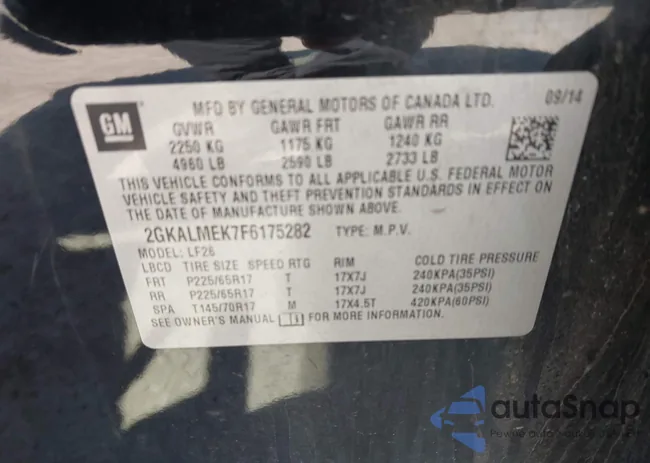 GM
MFD BY GENERAL MOTORS OF CANADA LTD. 09/14
GVWR GAWR FRT GAWR RR
2250 KG 1175 KG 1240 KG
4960 LB 2590 LB 2733 LB
THIS VEHICLE CONFORMS TO ALL APPLICABLE U.S. FEDERAL MOTOR
VEHICLE SAFETY AND THEFT PREVENTION STANDARDS IN EFFECT ON
THE DATE OF MANUFACTURE SHOWN ABOVE.
2GKALMEK7F6175282 TYPE: M.P.V.
MODEL: LF26
LBCD TIRE SIZE SPEED RTG RIM COLD TIRE PRESSURE
FRT P225/65R17 T 17X7J 240KPA(35PSI)
RR P225/65R17 T 17X7J 240KPA(35PSI)
SPA T145/70R17 M 17X4.5T 420KPA(60PSI)
SEE OWNER'S MANUAL FOR MORE INFORMATION.
autoSnap